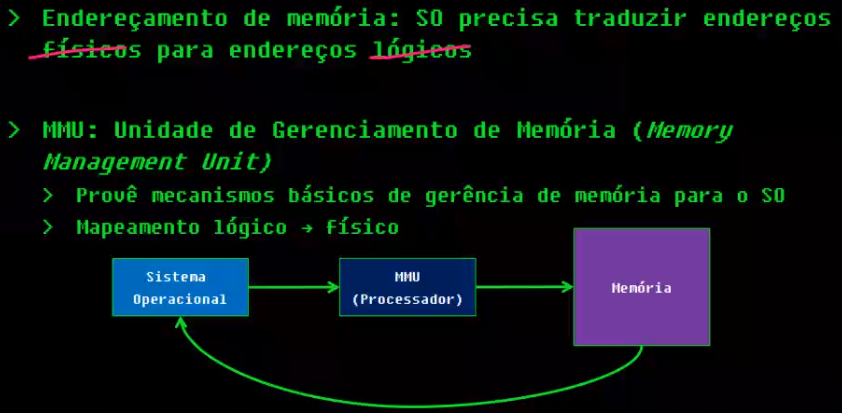 > Endereçamento de memória: SO precisa traduzir endereços
físicos para endereços lógicos
> MMU: Unidade de Gerenciamento de Memória (Memory
Management Unit)
> Provê mecanismos básicos de gerência de memória para o SO
> Mapeamento lógico → físico
Sistema
Operacional
MMU
(Processador)
Memória